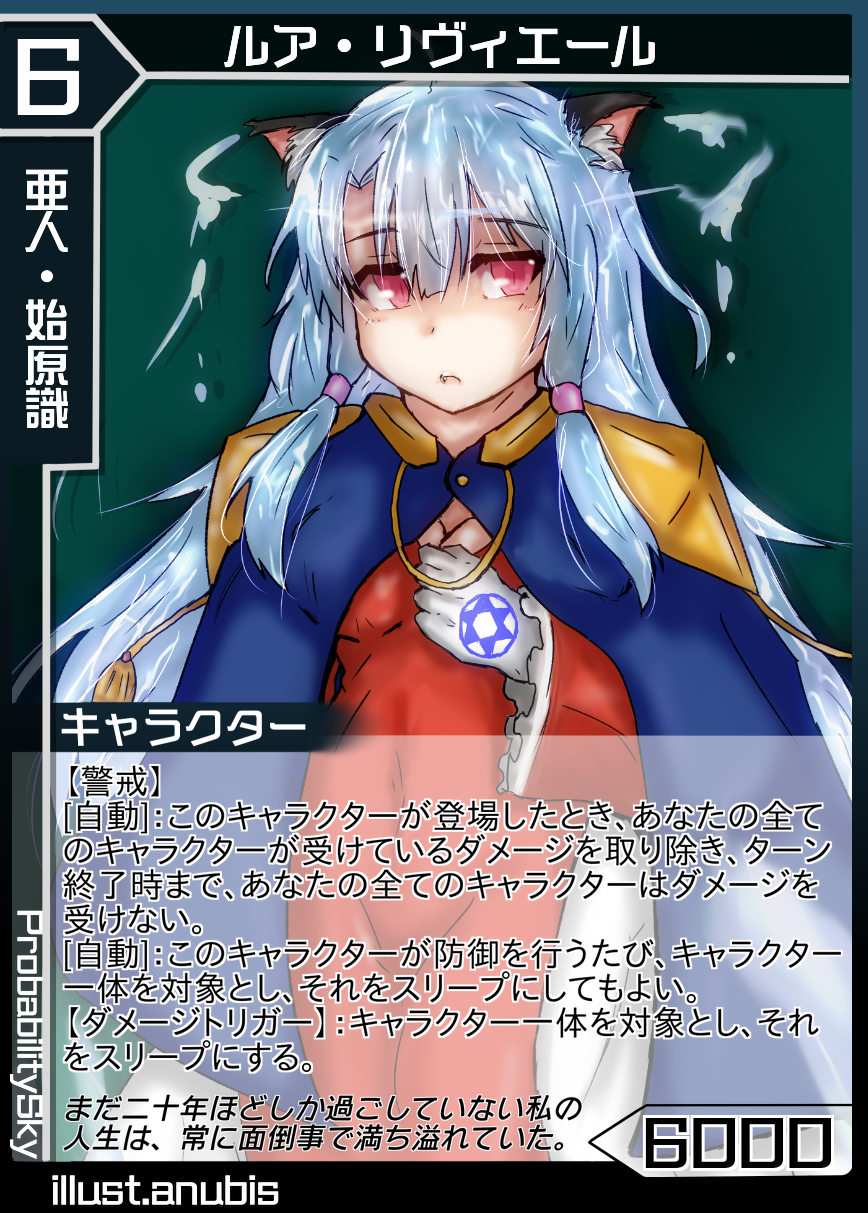 6
ルア・リヴィエール
亜人・始原識
キャラクター
【警戒】
[自動]：このキャラクターが登場したとき、あなたの全て
のキャラクターが受けているダメージを取り除き、ターン
終了時まで、あなたの全てのキャラクターはダメージを
受けない。
[自動]：このキャラクターが防御を行うたび、キャラクター
一体を対象とし、それをスリープにしてもよい。
【ダメージトリガー】：キャラクター一体を対象とし、それ
をスリープにする。
まだ二十年ほどしか過ごしていない私の
人生は、常に面倒事で満ち溢れていた。
6000
ProbabilitySky
illust.anubis